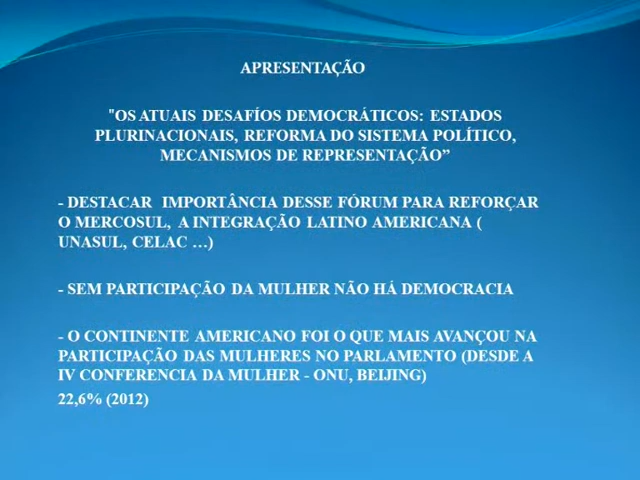 APRESENTAÇÃO
"OS ATUAIS DESAFÍOS DEMOCRÁTICOS: ESTADOS
PLURINACIONAIS, REFORMA DO SISTEMA POLÍTICO,
MECANISMOS DE REPRESENTAÇÃO”
- DESTACAR IMPORTÂNCIA DESSE FÓRUM PARA REFORÇAR
O MERCOSUL, A INTEGRAÇÃO LATINO AMERICANA (
UNASUL, CELAC …)
- SEM PARTICIPAÇÃO DA MULHER NÃO HÁ DEMOCRACIA
- O CONTINENTE AMERICANO FOI O QUE MAIS AVANÇOU NA
PARTICIPAÇÃO DAS MULHERES NO PARLAMENTO (DESDE A
IV CONFERENCIA DA MULHER - ONU, BEIJING)
22,6% (2012)